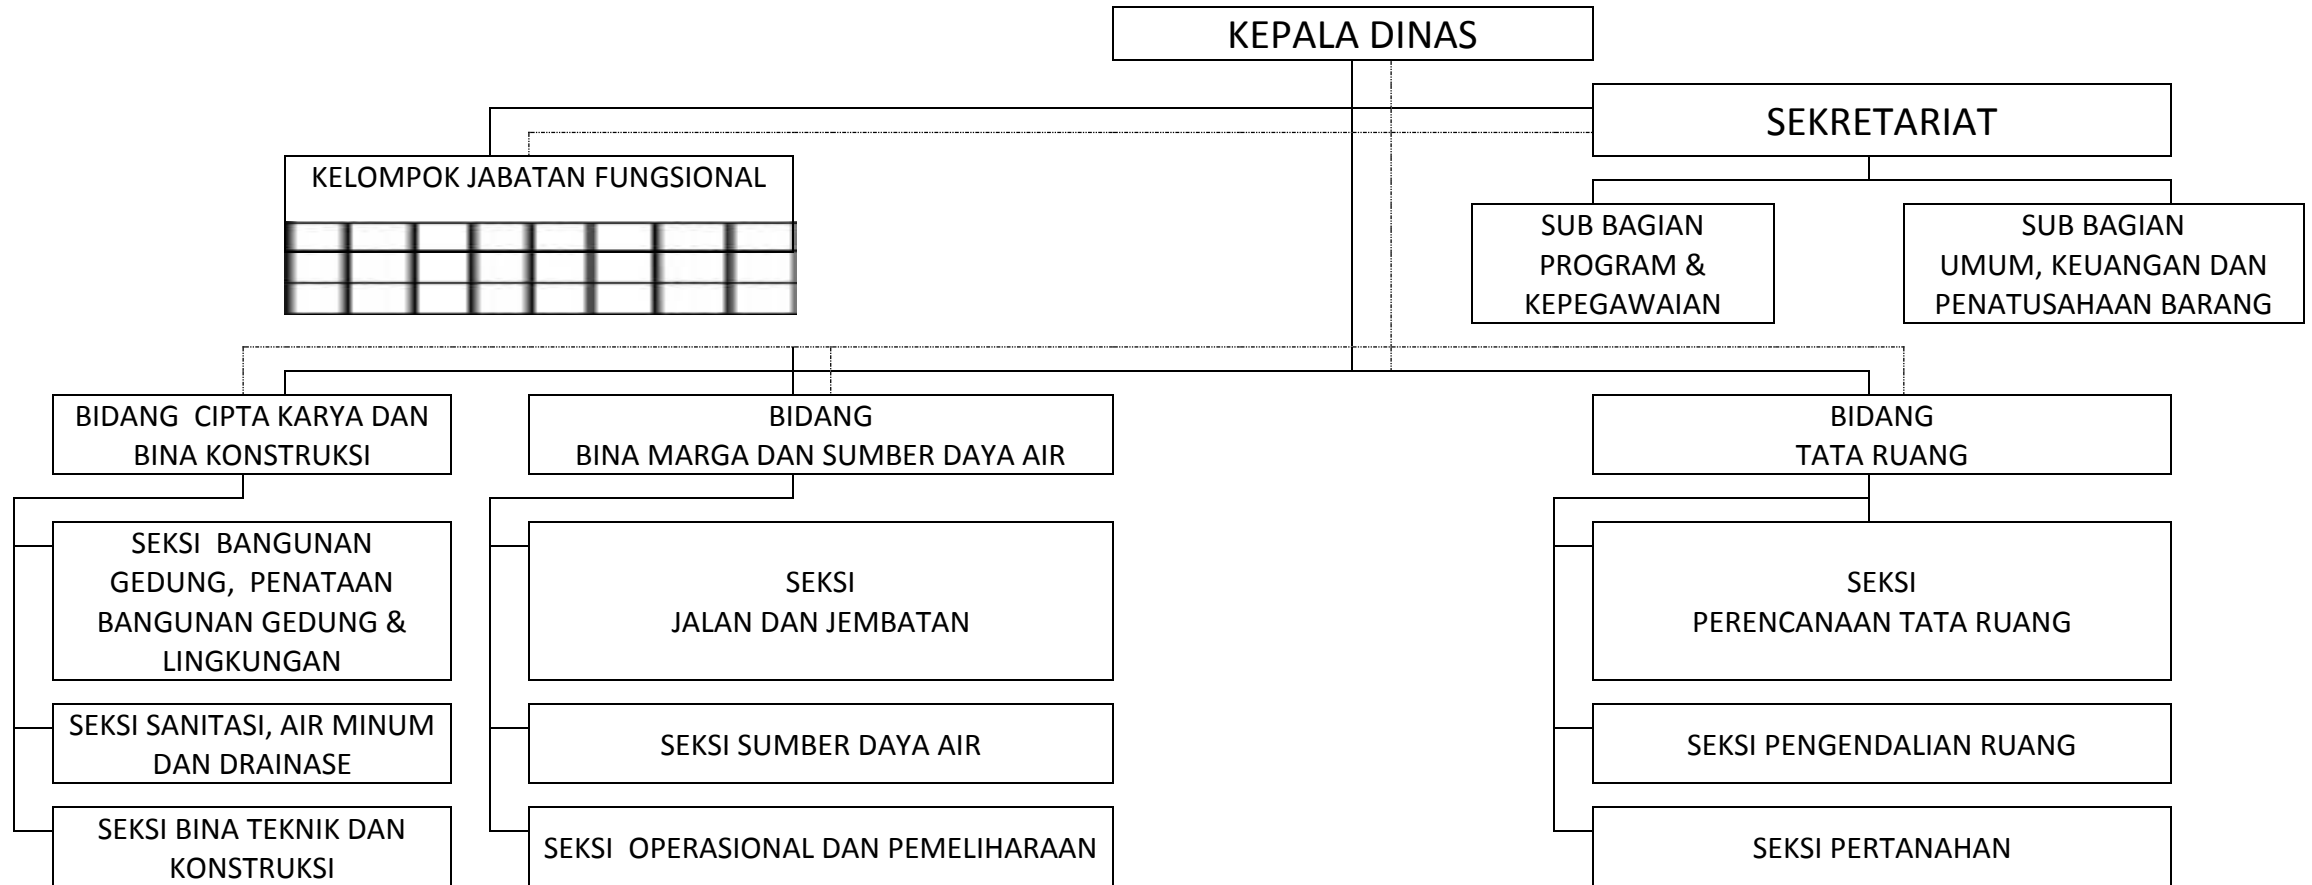 KEPALA DINAS
SEKRETARIAT
KELOMPOK JABATAN FUNGSIONAL
SUB BAGIAN
PROGRAM &
KEPEGAWAIAN
SUB BAGIAN
UMUM, KEUANGAN DAN
PENATUSAHAAN BARANG
BIDANG CIPTA KARYA DAN
BINA KONSTRUKSI
BIDANG
BINA MARGA DAN SUMBER DAYA AIR
BIDANG
TATA RUANG
SEKSI BANGUNAN
GEDUNG, PENATAAN
BANGUNAN GEDUNG &
LINGKUNGAN
SEKSI
JALAN DAN JEMBATAN
SEKSI
PERENCANAAN TATA RUANG
SEKSI SANITASI, AIR MINUM
DAN DRAINASE
SEKSI SUMBER DAYA AIR
SEKSI PENGENDALIAN RUANG
SEKSI BINA TEKNIK DAN
KONSTRUKSI
SEKSI OPERASIONAL DAN PEMELIHARAAN
SEKSI PERTANAHAN